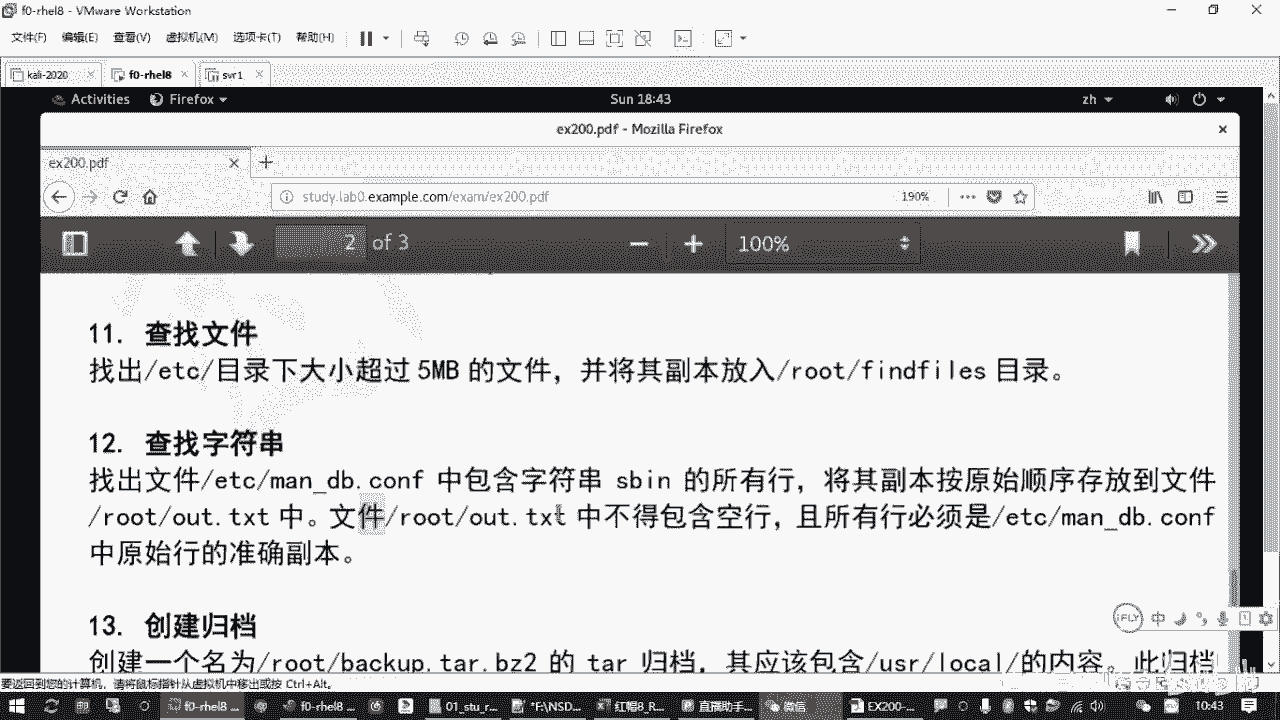 f0-rhel8 - VMware Workstation
文件(F) 编辑(E) 查看(V) 虚拟机(M) 选项卡(T) 帮助(H)
kali-2020 f0-rhel8 svr1
Activities Firefox Sun 18:43 zh
ex200.pdf - Mozilla Firefox
ex200.pdf
study.lab0.example.com/exam/ex200.pdf 190%
2 of 3 100%
11. 查找文件
找出/etc/目录下大小超过 5MB 的文件，并将其副本放入/root/findfiles 目录。
12. 查找字符串
找出文件/etc/man_db.conf 中包含字符串 sbin 的所有行，将其副本按原始顺序存放到文件
/root/out.txt 中。文件/root/out.txt 中不得包含空行，且所有行必须是/etc/man_db.conf
中原始行的准确副本。
13. 创建归档
创建一个名为/root/backup.tar.bz2 的 tar 归档，其应该包含/usr/local/的内容。此归档
iFLY 中
要返回到您的计算机，请将鼠标指针从虚拟机中移出或按 Ctrl+Alt。
f0-rhel8 ... f0-rhel8 ... 01_stu_r... *F\NSD... 红帽8_R... 直播助手... 微信 EX200-... 10:43